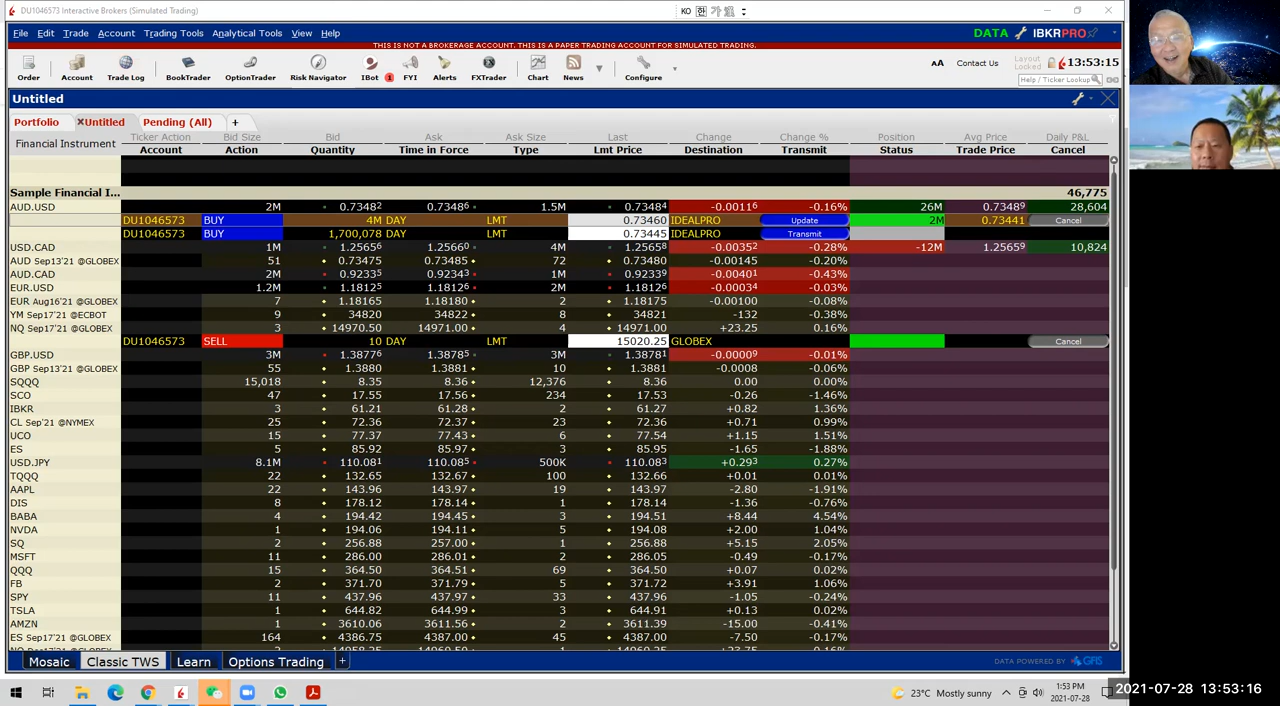 DU1046573 Interactive Brokers (Simulated Trading)
KO 한 가 漢
File Edit Trade Account Trading Tools Analytical Tools View Help DATA IBKRPRO
THIS IS NOT A BROKERAGE ACCOUNT. THIS IS A PAPER TRADING ACCOUNT FOR SIMULATED TRADING.
Order Account Trade Log BookTrader OptionTrader Risk Navigator IBot 1 FYI Alerts FXTrader Chart News Configure AA Contact Us Layout Locked 13:53:15
Help / Ticker Lookup
Untitled
Portfolio Untitled Pending (All) +
Ticker Action Bid Size Bid Ask Ask Size Last Change Change % Position Avg Price Daily P&L
Financial Instrument Account Action Quantity Time in Force Type Lmt Price Destination Transmit Status Trade Price Cancel
Sample Financial I... 46,775
AUD.USD 2M 0.7348² 0.7348⁶ 1.5M 0.7348⁴ -0.001¹⁶ -0.16% 26M 0.7348⁹ 28,604
DU1046573 BUY 4M DAY LMT 0.73460 IDEALPRO Update 2M 0.73441 Cancel
DU1046573 BUY 1,700,078 DAY LMT 0.73445 IDEALPRO Transmit
USD.CAD 1M 1.2565⁶ 1.2566⁰ 4M 1.2565⁸ -0.0035² -0.28% -12M 1.2565⁹ 10,824
AUD Sep13'21 @GLOBEX 51 0.73475 0.73485 72 0.73480 -0.00145 -0.20%
AUD.CAD 2M 0.9233⁵ 0.9234³ 1M 0.9233⁹ -0.0040¹ -0.43%
EUR.USD 1.2M 1.1812⁵ 1.1812⁷ 2M 1.1812⁶ -0.0003⁴ -0.03%
EUR Aug16'21 @GLOBEX 7 1.18165 1.18180 2 1.18175 -0.00100 -0.08%
YM Sep17'21 @ECBOT 9 34820 34822 8 34821 -132 -0.38%
NQ Sep17'21 @GLOBEX 3 14970.50 14971.00 4 14971.00 +23.25 0.16%
DU1046573 SELL 10 DAY LMT 15020.25 GLOBEX Cancel
GBP.USD 3M 1.3877⁶ 1.3878⁵ 3M 1.3878¹ -0.0000⁹ -0.01%
GBP Sep13'21 @GLOBEX 55 1.3880 1.3881 10 1.3881 -0.0008 -0.06%
SQQQ 15,018 8.35 8.36 12,376 8.36 0.00 0.00%
SCO 47 17.55 17.56 234 17.53 -0.26 -1.46%
IBKR 3 61.21 61.28 2 61.27 +0.82 1.36%
CL Sep'21 @NYMEX 25 72.36 72.37 23 72.36 +0.71 0.99%
UCO 15 77.37 77.43 6 77.54 +1.15 1.51%
ES 5 85.92 85.97 3 85.95 -1.65 -1.88%
USD.JPY 8.1M 110.08¹ 110.08⁵ 500K 110.08³ +0.29³ 0.27%
TQQQ 22 132.65 132.67 100 132.66 +0.01 0.01%
AAPL 22 143.96 143.97 19 143.97 -2.80 -1.91%
DIS 8 178.12 178.14 1 178.14 -1.36 -0.76%
BABA 4 194.42 194.45 3 194.51 +8.44 4.54%
NVDA 1 194.06 194.11 5 194.08 +2.00 1.04%
SQ 2 256.88 257.00 1 256.88 +5.15 2.05%
MSFT 11 286.00 286.01 2 286.05 -0.49 -0.17%
QQQ 15 364.50 364.51 69 364.50 +0.07 0.02%
FB 2 371.70 371.79 5 371.72 +3.91 1.06%
SPY 11 437.96 437.97 33 437.96 -1.05 -0.24%
TSLA 1 644.82 644.99 3 644.91 +0.13 0.02%
AMZN 1 3610.06 3611.56 2 3611.39 -15.00 -0.41%
ES Sep17'21 @GLOBEX 164 4386.75 4387.00 45 4387.00 -7.50 -0.17%
Mosaic Classic TWS Learn Options Trading + DATA POWERED BY GFIS
23°C Mostly sunny 1:53 PM
2021-07-28
2021-07-28 13:53:16